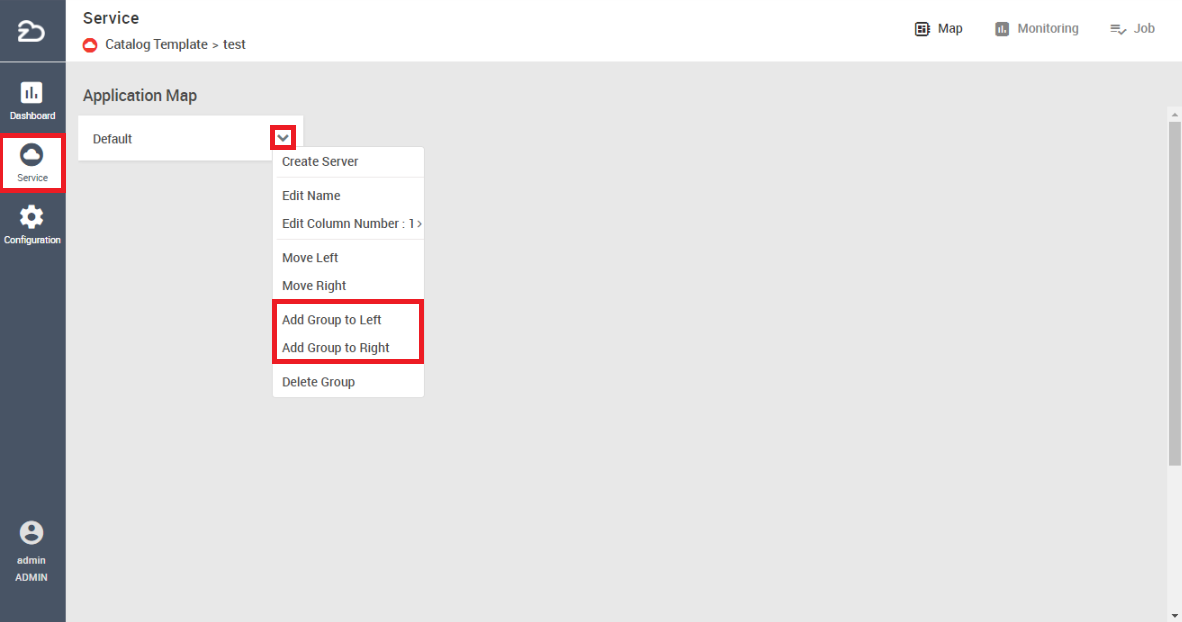 Service
Catalog Template > test
Map
Monitoring
Job
Dashboard
Service
Configuration
admin
ADMIN
Application Map
Default
Create Server
Edit Name
Edit Column Number : 1 >
Move Left
Move Right
Add Group to Left
Add Group to Right
Delete Group